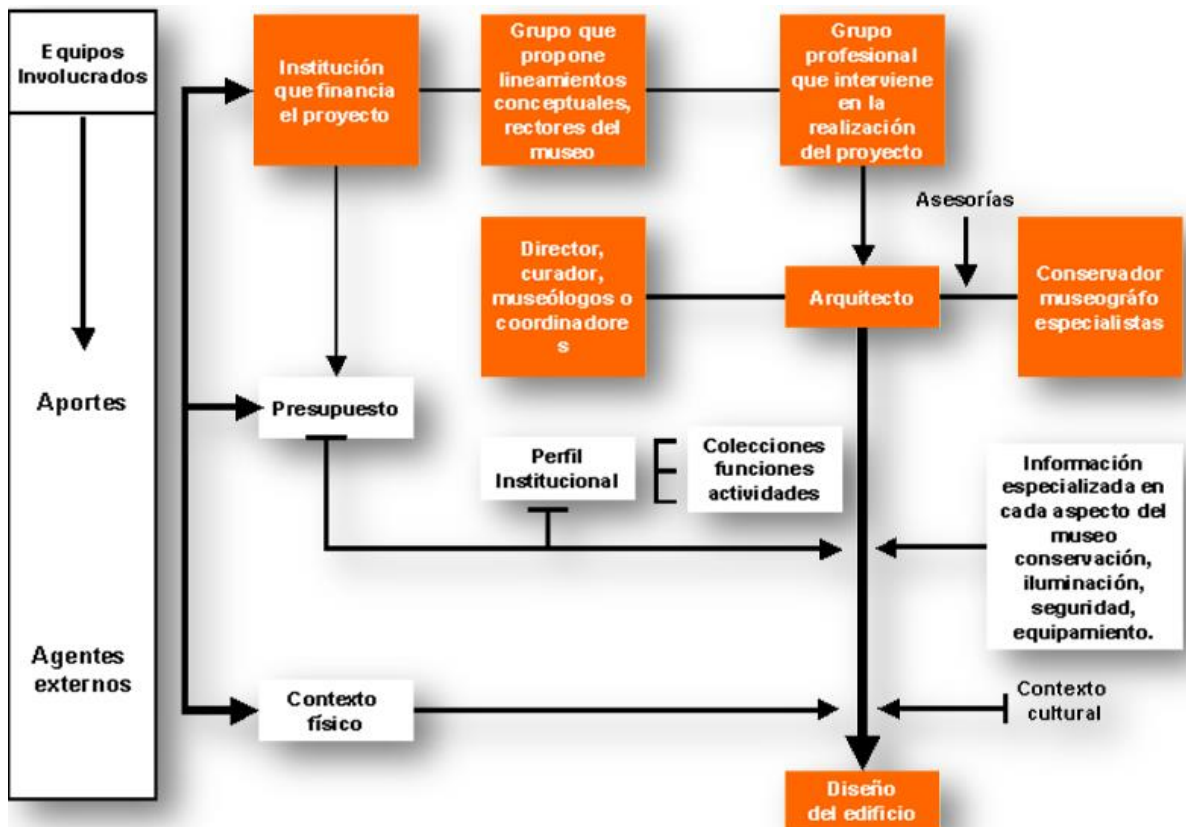 Equipos
Involucrados
Institución
que financia
el proyecto
Grupo que
propone
lineamientos
conceptuales,
rectores del
museo
Grupo
profesional
que interviene
en la
realización
del proyecto
Asesorías
Director,
curador,
museólogos o
coordinadore
s
Arquitecto
Conservador
museográfo
especialistas
Aportes
Presupuesto
Perfil
Institucional
Colecciones
funciones
actividades
Información
especializada en
cada aspecto del
museo
conservación,
iluminación,
seguridad,
equipamiento.
Agentes
externos
Contexto
físico
Contexto
cultural
Diseño
del edificio